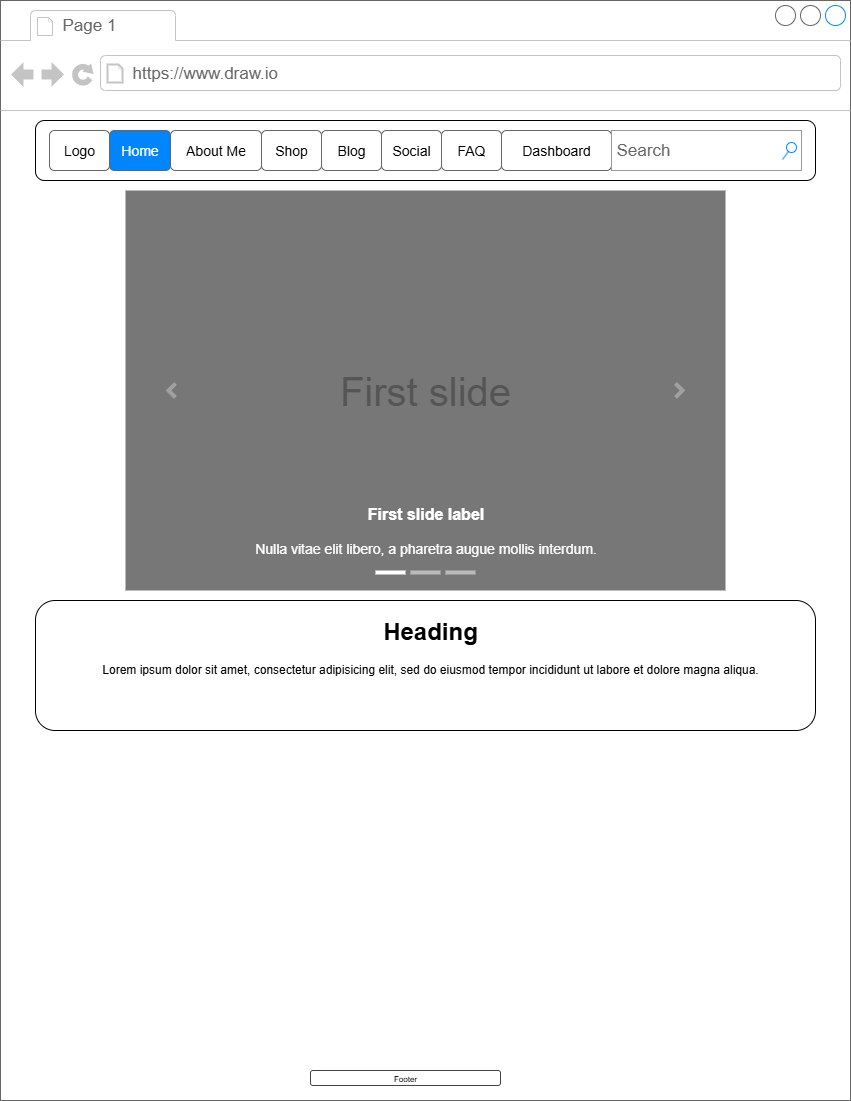 Page 1
https://www.draw.io
Logo Home About Me Shop Blog Social FAQ Dashboard Search
First slide
First slide label
Nulla vitae elit libero, a pharetra augue mollis interdum.
Heading
Lorem ipsum dolor sit amet, consectetur adipisicing elit, sed do eiusmod tempor incididunt ut labore et dolore magna aliqua.
Footer